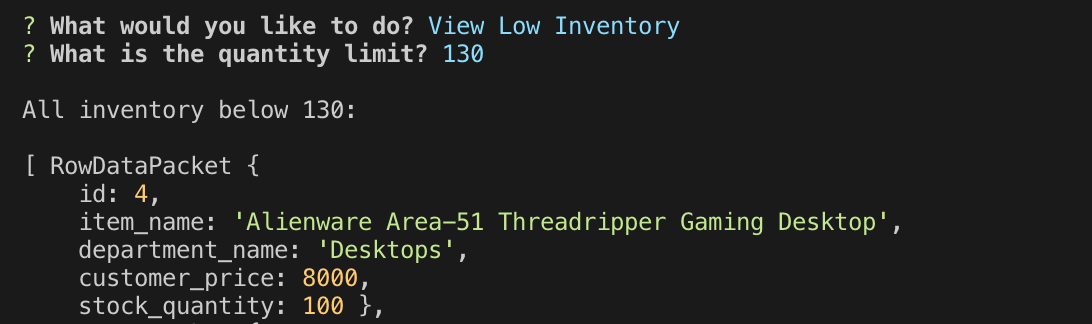 ? What would you like to do? View Low Inventory
? What is the quantity limit? 130
All inventory below 130:
[ RowDataPacket {
id: 4,
item_name: 'Alienware Area-51 Threadripper Gaming Desktop',
department_name: 'Desktops',
customer_price: 8000,
stock_quantity: 100 },